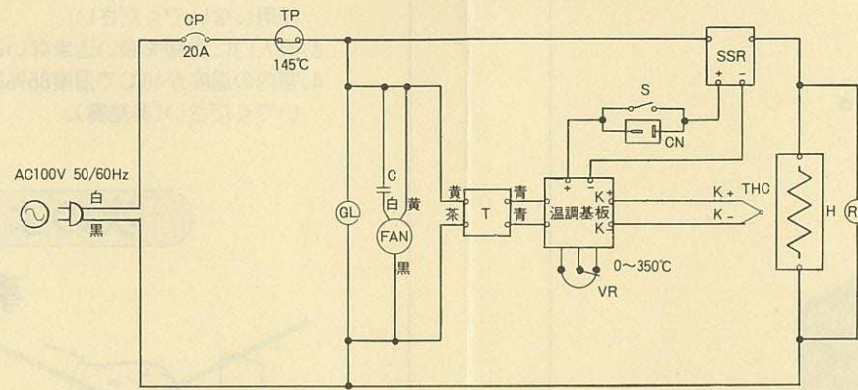 CP
20A
TP
145℃
SSR
+ −
S
CN
AC100V 50/60Hz
白
黒
GL
C
白
黄
FAN
黒
黄
茶
T
青
青
+ −
温調基板
K+
K−
K+
K−
THC
H
R
0～350℃
VR